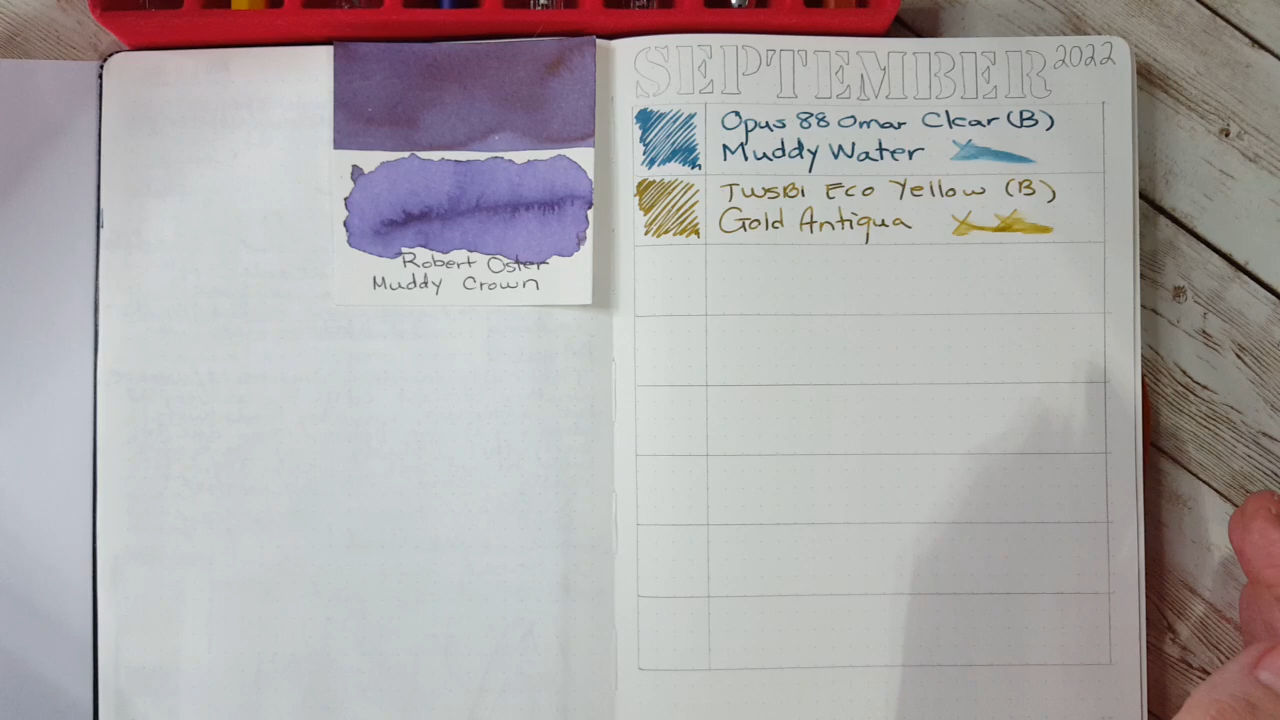 Robert Oster
Muddy Crown
SEPTEMBER 2022
Opus 88 Omar Clear (B)
Muddy Water
TWSBI Eco Yellow (B)
Gold Antiqua